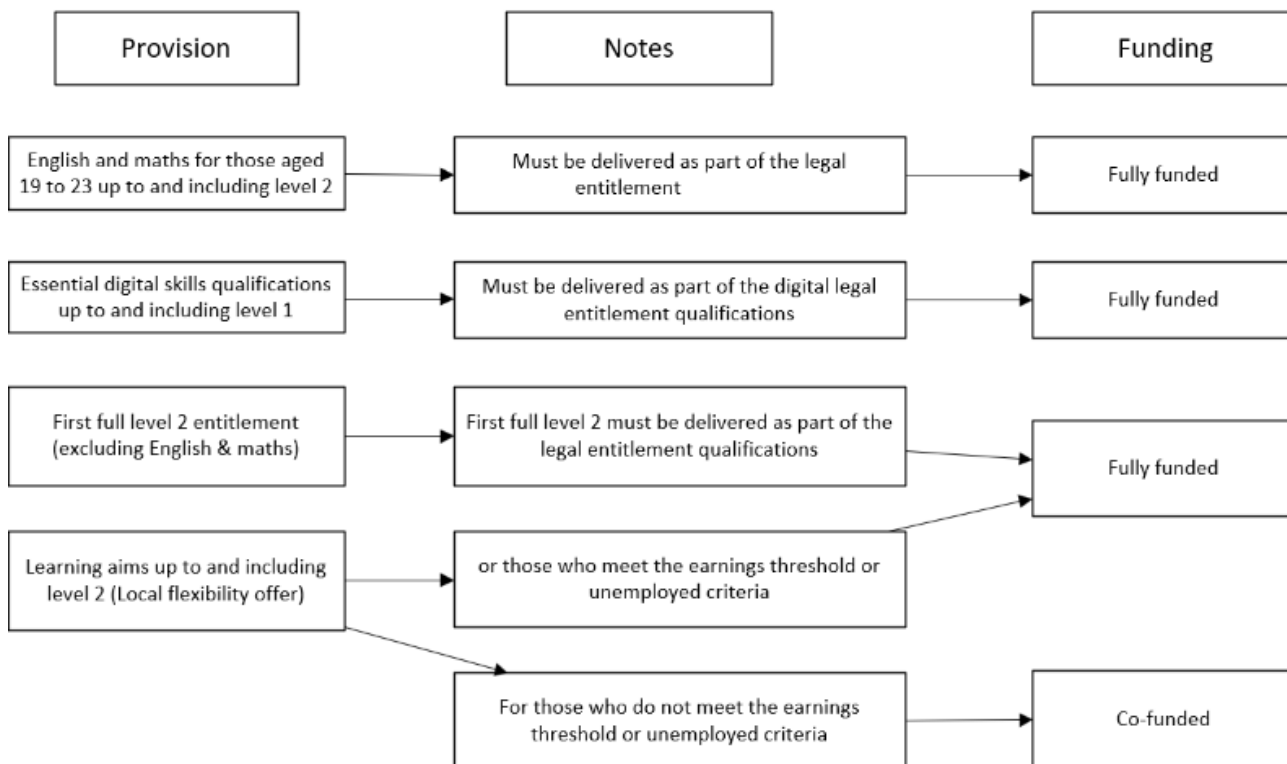 Provision
Notes
Funding
English and maths for those aged
19 to 23 up to and including level 2
Must be delivered as part of the legal
entitlement
Fully funded
Essential digital skills qualifications
up to and including level 1
Must be delivered as part of the digital legal
entitlement qualifications
Fully funded
First full level 2 entitlement
(excluding English & maths)
First full level 2 must be delivered as part of the
legal entitlement qualifications
Fully funded
Learning aims up to and including
level 2 (Local flexibility offer)
or those who meet the earnings threshold or
unemployed criteria
For those who do not meet the earnings
threshold or unemployed criteria
Co-funded